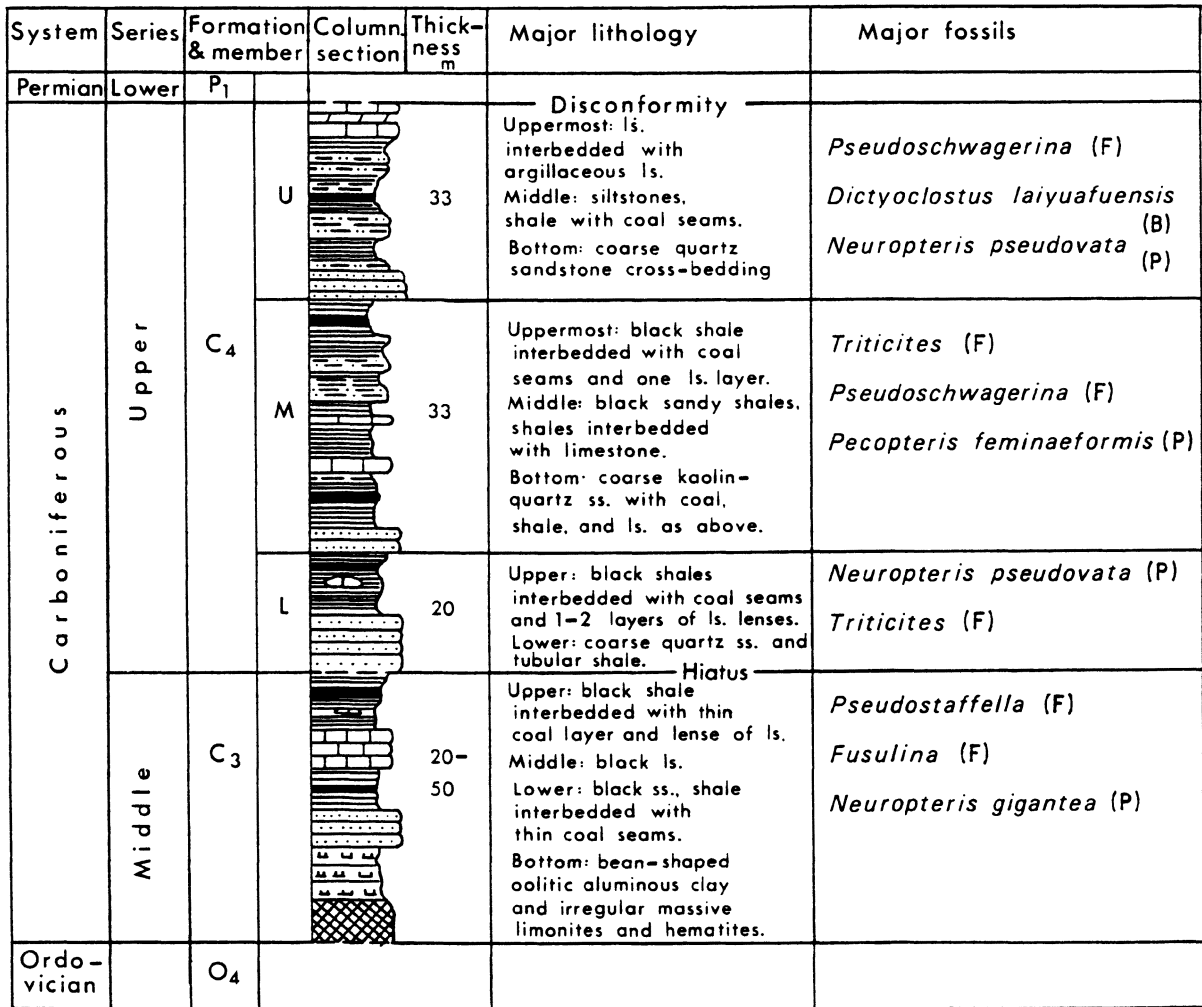 System Series Formation & member Column. section Thick-ness m Major lithology Major fossils
Permian Lower P1
Disconformity
Carboniferous
Upper
C4
U
33
Uppermost: ls.
interbedded with
argillaceous ls.
Middle: siltstones,
shale with coal seams.
Bottom: coarse quartz
sandstone cross-bedding
Pseudoschwagerina (F)
Dictyoclostus laiyuafuensis
(B)
Neuropteris pseudovata
(P)
M
33
Uppermost: black shale
interbedded with coal
seams and one ls. layer.
Middle: black sandy shales,
shales interbedded
with limestone.
Bottom: coarse kaolin-
quartz ss. with coal,
shale, and ls. as above.
Triticites (F)
Pseudoschwagerina (F)
Pecopteris feminaeformis (P)
L
20
Upper: black shales
interbedded with coal seams
and 1-2 layers of ls. lenses.
Lower: coarse quartz ss. and
tubular shale.
Neuropteris pseudovata (P)
Triticites (F)
Hiatus
Middle
C3
20-
50
Upper: black shale
interbedded with thin
coal layer and lense of ls.
Middle: black ls.
Lower: black ss., shale
interbedded with
thin coal seams.
Bottom: bean-shaped
oolitic aluminous clay
and irregular massive
limonites and hematites.
Pseudostaffella (F)
Fusulina (F)
Neuropteris gigantea (P)
Ordo-
vician
O4